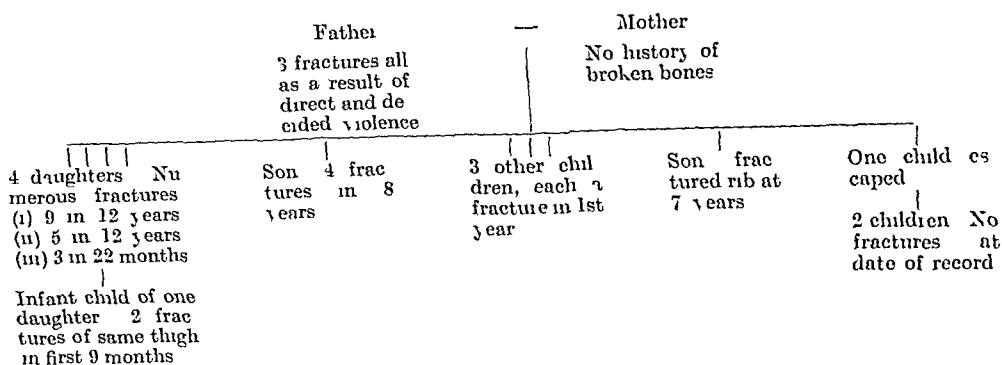 Father — Mother
3 fractures all
as a result of
direct and de
cided violence
No history of
broken bones
4 daughters Nu
merous fractures
(i) 9 in 12 years
(ii) 5 in 12 years
(iii) 3 in 22 months
Infant child of one
daughter 2 frac
tures of same thigh
in first 9 months
Son 4 frac
tures in 8
years
3 other chil
dren, each a
fracture in 1st
year
Son frac
tured rib at
7 years
One child es
caped
2 children No
fractures at
date of record